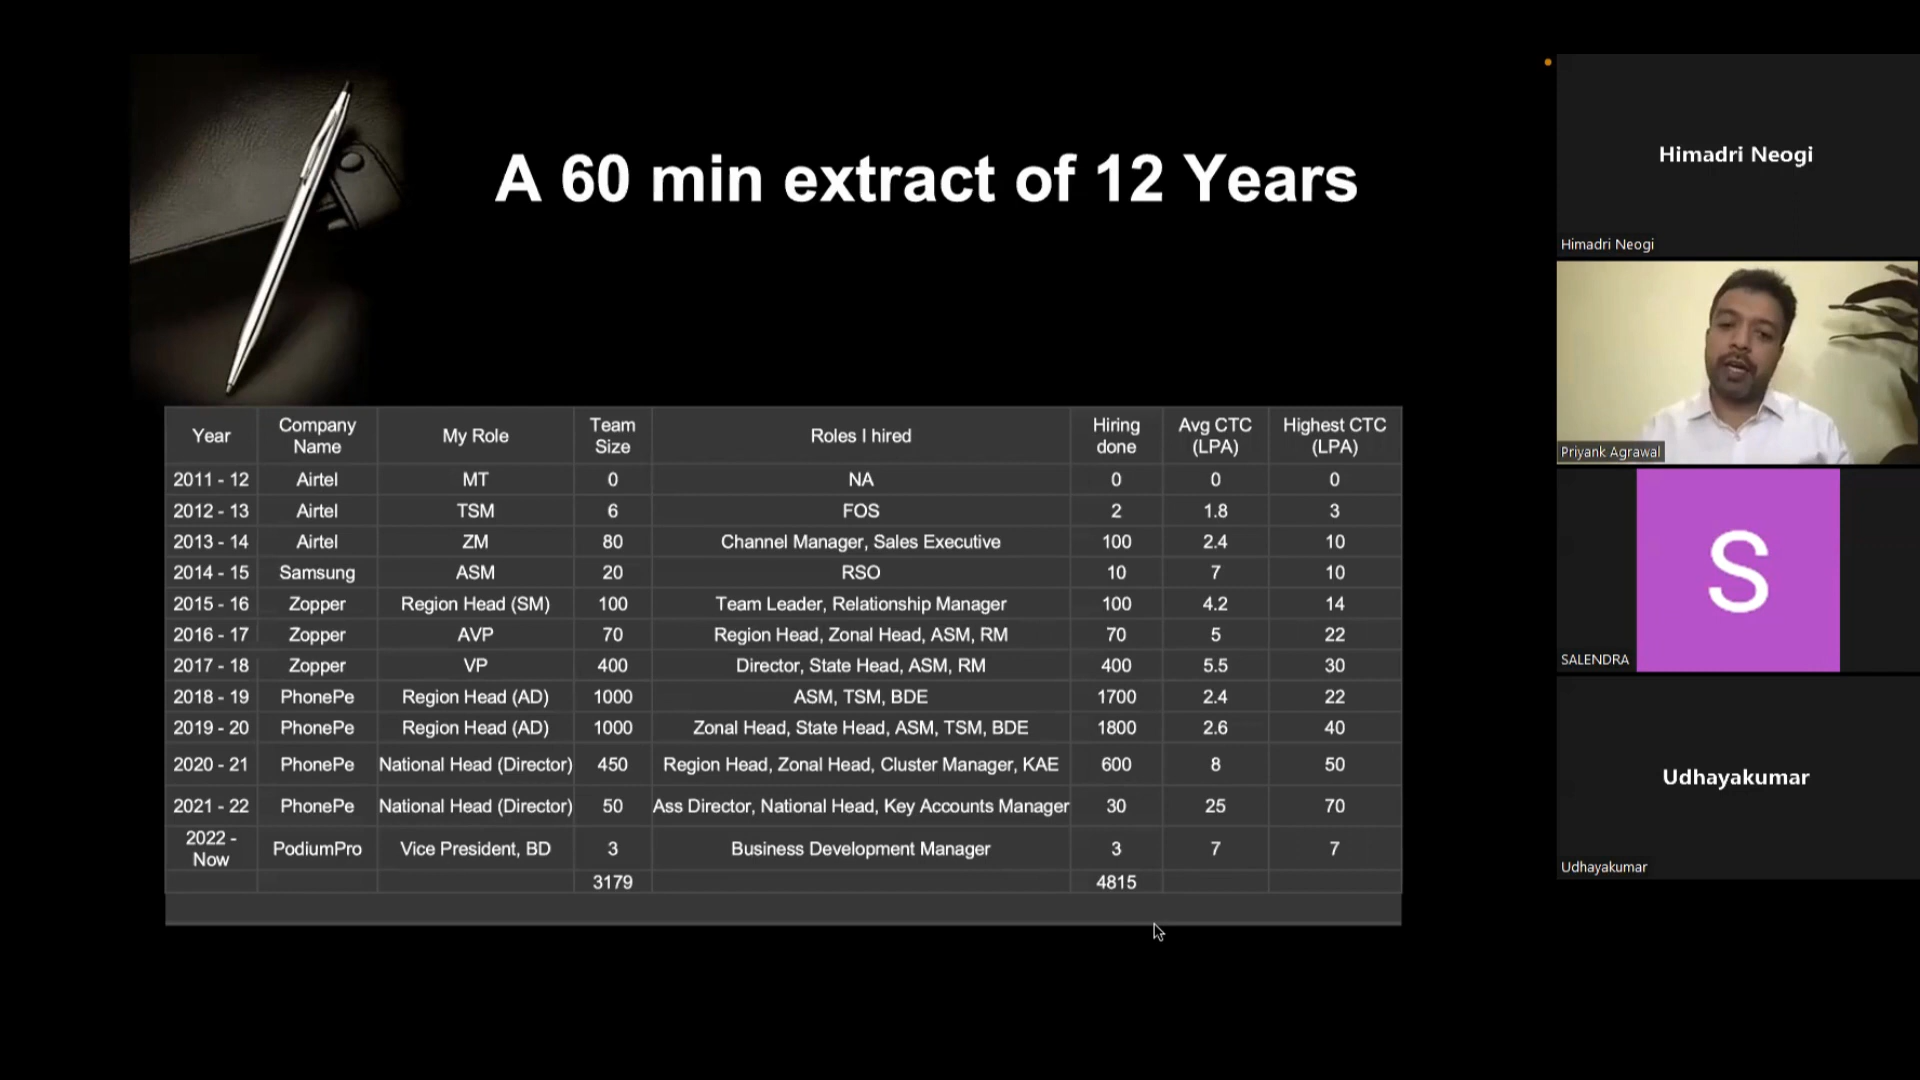 A 60 min extract of 12 Years
Year Company Name My Role Team Size Roles I hired Hiring done Avg CTC (LPA) Highest CTC (LPA)
2011 - 12 Airtel MT 0 NA 0 0 0
2012 - 13 Airtel TSM 6 FOS 2 1.8 3
2013 - 14 Airtel ZM 80 Channel Manager, Sales Executive 100 2.4 10
2014 - 15 Samsung ASM 20 RSO 10 7 10
2015 - 16 Zopper Region Head (SM) 100 Team Leader, Relationship Manager 100 4.2 14
2016 - 17 Zopper AVP 70 Region Head, Zonal Head, ASM, RM 70 5 22
2017 - 18 Zopper VP 400 Director, State Head, ASM, RM 400 5.5 30
2018 - 19 PhonePe Region Head (AD) 1000 ASM, TSM, BDE 1700 2.4 22
2019 - 20 PhonePe Region Head (AD) 1000 Zonal Head, State Head, ASM, TSM, BDE 1800 2.6 40
2020 - 21 PhonePe National Head (Director) 450 Region Head, Zonal Head, Cluster Manager, KAE 600 8 50
2021 - 22 PhonePe National Head (Director) 50 Ass Director, National Head, Key Accounts Manager 30 25 70
2022 - Now PodiumPro Vice President, BD 3 Business Development Manager 3 7 7
3179 4815
Himadri Neogi
Himadri Neogi
Priyank Agrawal
S
SALENDRA
Udhayakumar
Udhayakumar